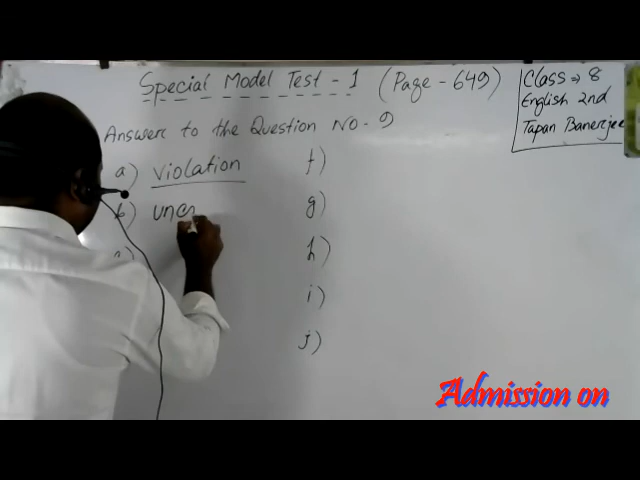 Special Model Test - 1 (Page - 649)
Class => 8
English 2nd
Tapan Banerjee
Answer to the Question No - 9
a) violation
b)
f)
g)
h)
i)
j)
Admission on